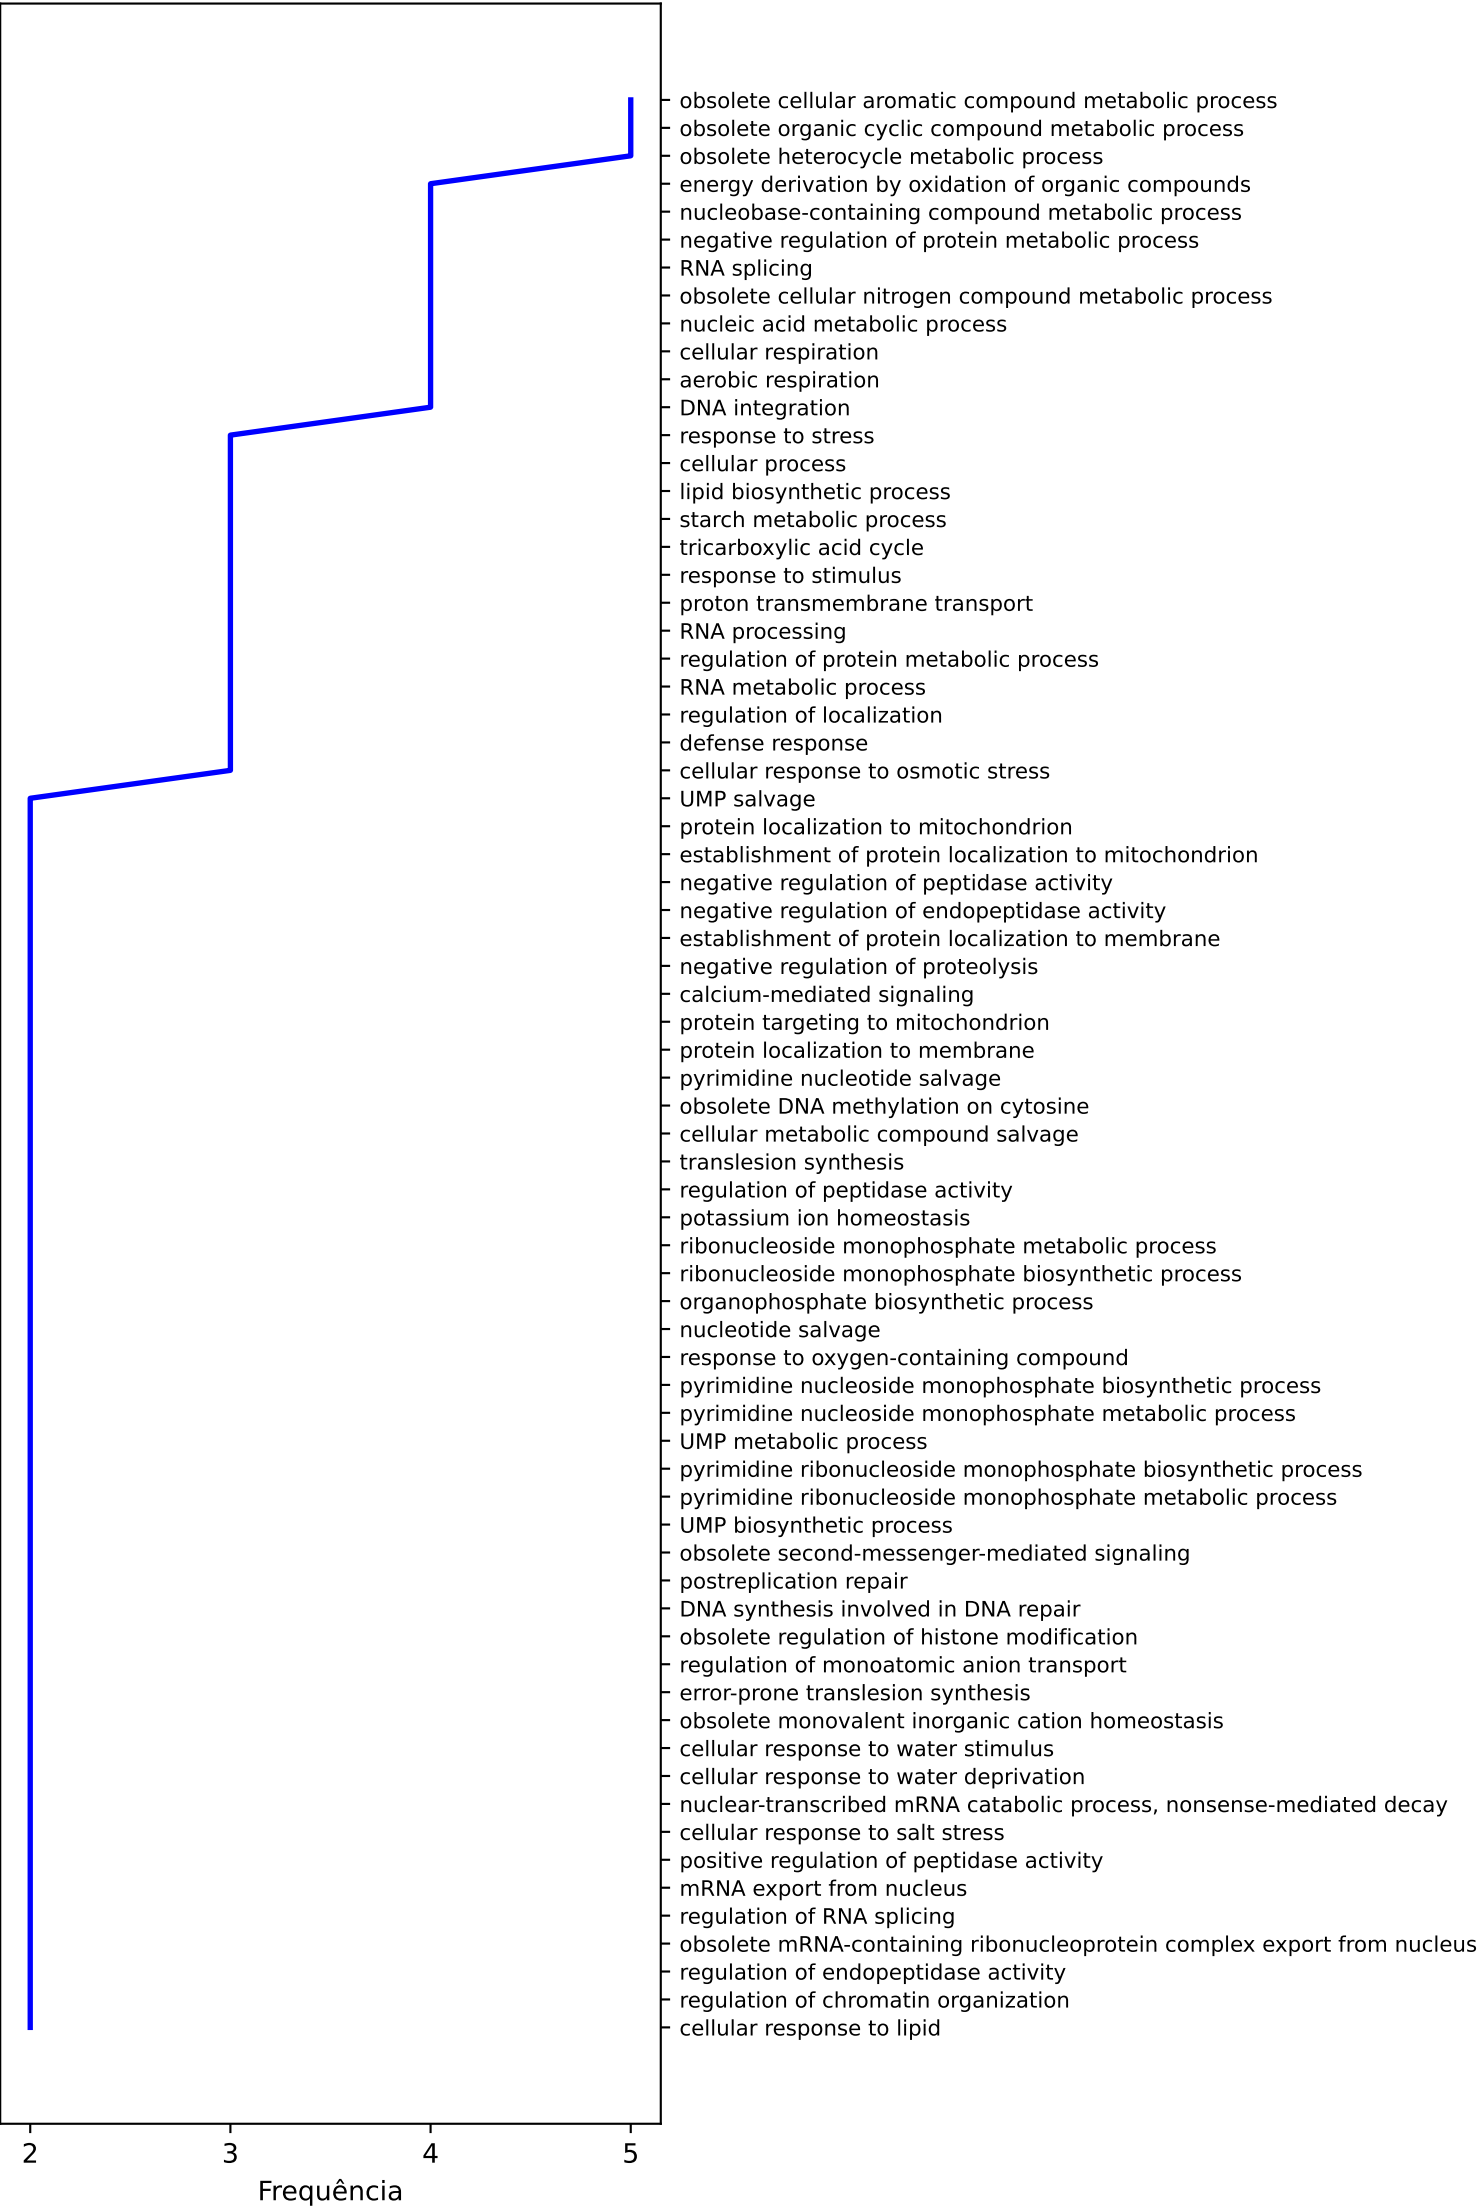 obsolete cellular aromatic compound metabolic process
obsolete organic cyclic compound metabolic process
obsolete heterocycle metabolic process
energy derivation by oxidation of organic compounds
nucleobase-containing compound metabolic process
negative regulation of protein metabolic process
RNA splicing
obsolete cellular nitrogen compound metabolic process
nucleic acid metabolic process
cellular respiration
aerobic respiration
DNA integration
response to stress
cellular process
lipid biosynthetic process
starch metabolic process
tricarboxylic acid cycle
response to stimulus
proton transmembrane transport
RNA processing
regulation of protein metabolic process
RNA metabolic process
regulation of localization
defense response
cellular response to osmotic stress
UMP salvage
protein localization to mitochondrion
establishment of protein localization to mitochondrion
negative regulation of peptidase activity
negative regulation of endopeptidase activity
establishment of protein localization to membrane
negative regulation of proteolysis
calcium-mediated signaling
protein targeting to mitochondrion
protein localization to membrane
pyrimidine nucleotide salvage
obsolete DNA methylation on cytosine
cellular metabolic compound salvage
translesion synthesis
regulation of peptidase activity
potassium ion homeostasis
ribonucleoside monophosphate metabolic process
ribonucleoside monophosphate biosynthetic process
organophosphate biosynthetic process
nucleotide salvage
response to oxygen-containing compound
pyrimidine nucleoside monophosphate biosynthetic process
pyrimidine nucleoside monophosphate metabolic process
UMP metabolic process
pyrimidine ribonucleoside monophosphate biosynthetic process
pyrimidine ribonucleoside monophosphate metabolic process
UMP biosynthetic process
obsolete second-messenger-mediated signaling
postreplication repair
DNA synthesis involved in DNA repair
obsolete regulation of histone modification
regulation of monoatomic anion transport
error-prone translesion synthesis
obsolete monovalent inorganic cation homeostasis
cellular response to water stimulus
cellular response to water deprivation
nuclear-transcribed mRNA catabolic process, nonsense-mediated decay
cellular response to salt stress
positive regulation of peptidase activity
mRNA export from nucleus
regulation of RNA splicing
obsolete mRNA-containing ribonucleoprotein complex export from nucleus
regulation of endopeptidase activity
regulation of chromatin organization
cellular response to lipid
2 3 4 5
Frequência